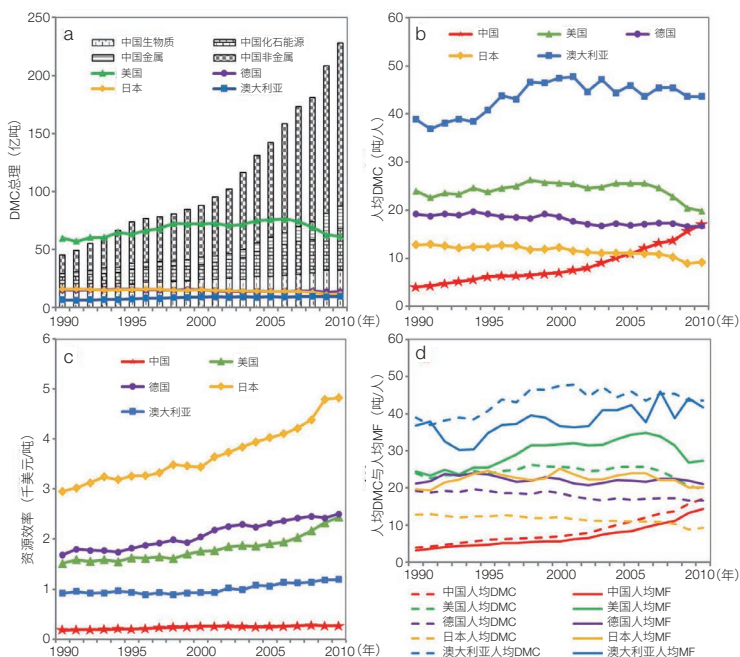 a
250
200
150
100
50
0
DMC总理（亿吨）
中国生物质
中国化石能源
中国金属
中国非金属
美国
德国
日本
澳大利亚
1990
1995
2000
2005
2010 (年)
b
中国
美国
德国
日本
澳大利亚
60
50
40
30
20
10
0
人均DMC（吨/人）
1990
1995
2000
2005
2010 (年)
c
中国
美国
德国
日本
澳大利亚
6
5
4
3
2
1
0
资源效率（千美元/吨）
1990
1995
2000
2005
2010 (年)
d
60
50
40
30
20
10
0
人均DMC与人均MF（吨/人）
1990
1995
2000
2005
2010 (年)
中国人均DMC
中国人均MF
美国人均DMC
美国人均MF
德国人均DMC
德国人均MF
日本人均DMC
日本人均MF
澳大利亚人均DMC
澳大利亚人均MF